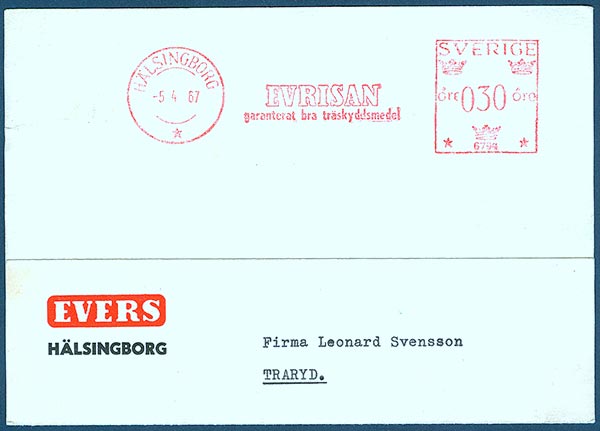 HÄLSINGBORG
-5 4 67
EVRISAN
garanterat bra träskyddsmedel
SVERIGE
öre 030 öre
6794
EVERS
HÄLSINGBORG
Firma Leonard Svensson
TRARYD.